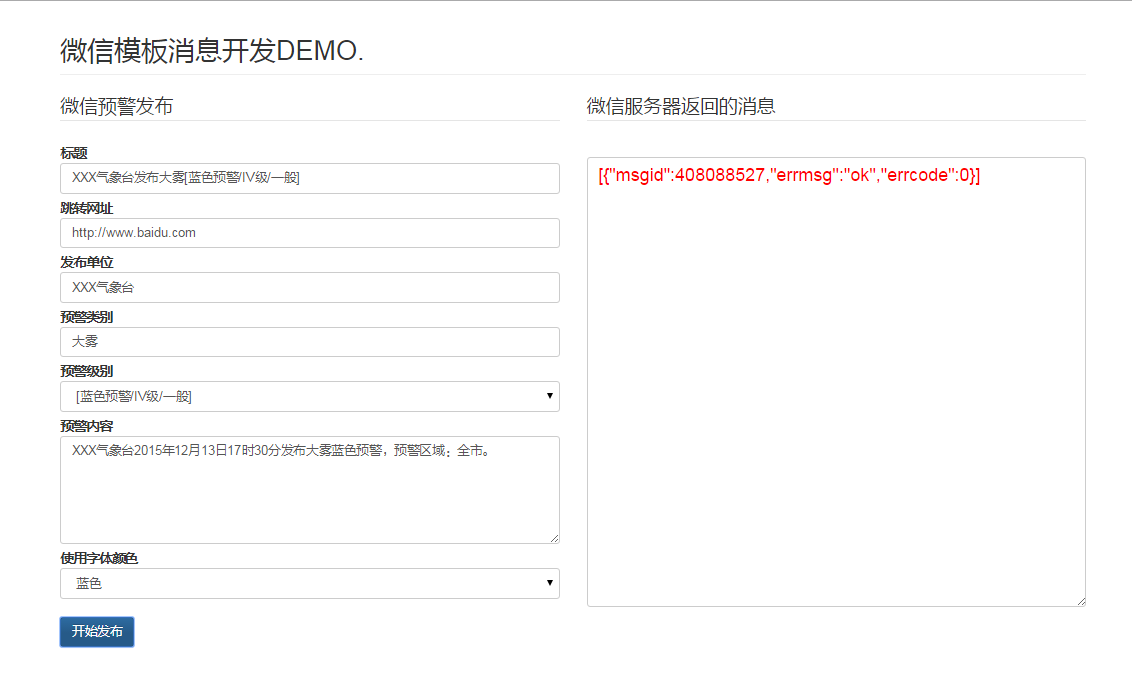 微信模板消息开发DEMO.
微信预警发布
标题
XXX气象台发布大雾[蓝色预警/IV级/一般]
跳转网址
http://www.baidu.com
发布单位
XXX气象台
预警类别
大雾
预警级别
[蓝色预警/IV级/一般]
预警内容
XXX气象台2015年12月13日17时30分发布大雾蓝色预警，预警区域：全市。
使用字体颜色
蓝色
开始发布
微信服务器返回的消息
[{"msgid":408088527,"errmsg":"ok","errcode":0}]